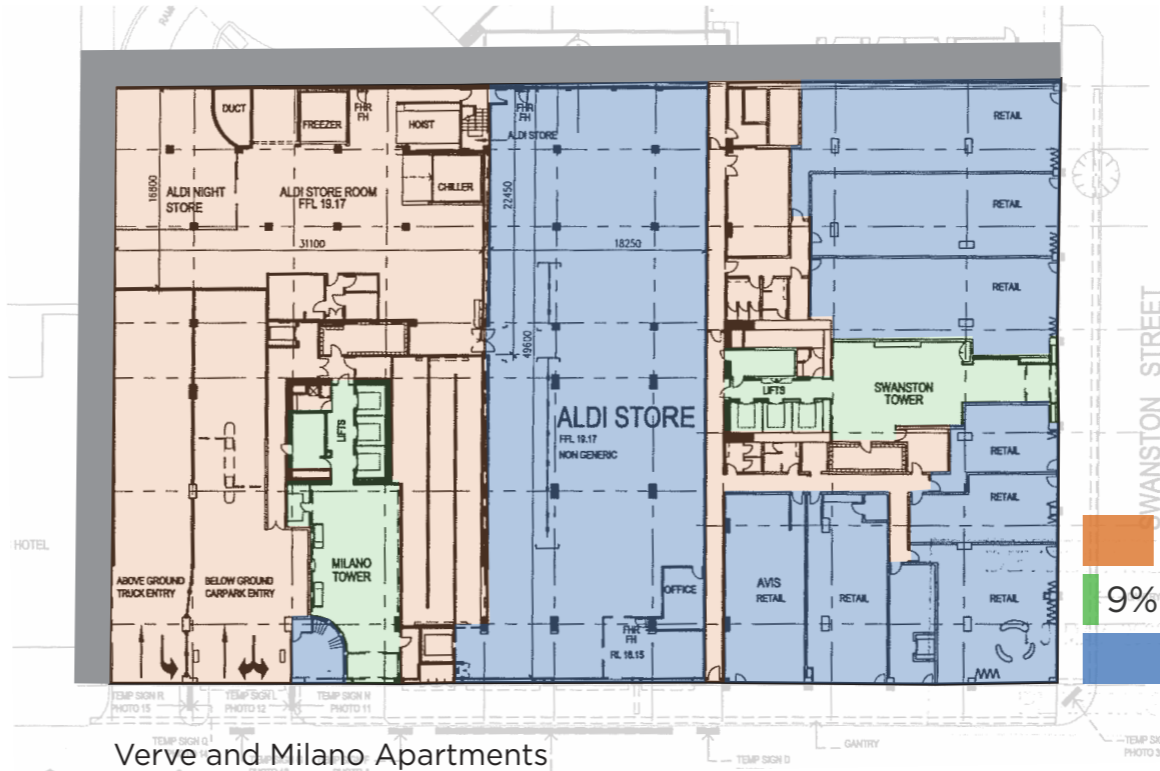 RAMP
DUCT
FREEZER
FHR
FH
HOIST
CHILLER
ALDI NIGHT
STORE
ALDI STORE ROOM
FFL 19.17
16800
31100
FHR
FH
ALDI STORE
22450
18250
49600
RETAIL
RETAIL
RETAIL
LIFTS
SWANSTON
TOWER
LIFTS
ALDI STORE
FFL 19.17
NON GENERIC
RETAIL
RETAIL
SWANSTON STREET
HOTEL
MILANO
TOWER
ABOVE GROUND
TRUCK ENTRY
BELOW GROUND
CARPARK ENTRY
OFFICE
AVIS
RETAIL
RETAIL
RETAIL
9%
FHR
FH
RL 18.15
TEMP SIGN R
PHOTO 15
TEMP SIGN L
PHOTO 12
TEMP SIGN N
PHOTO 11
TEMP SIGN Q
GANTRY
TEMP SIGN D
Verve and Milano Apartments